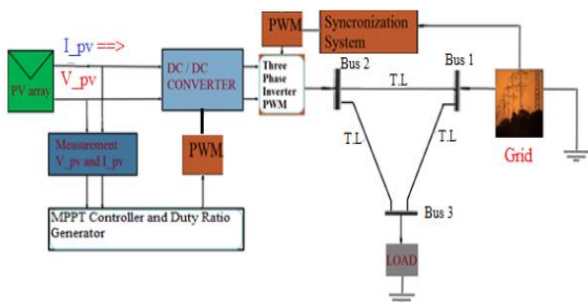 I_pv ==>
V_pv
PV array
DC / DC
CONVERTER
Three
Phase
Inverter
PWM
PWM
Syncronization
System
Bus 2
Bus 1
T.L
T.L
T.L
Grid
Measurement
V_pv and I_pv
PWM
MPPT Controller and Duty Ratio
Generator
Bus 3
LOAD